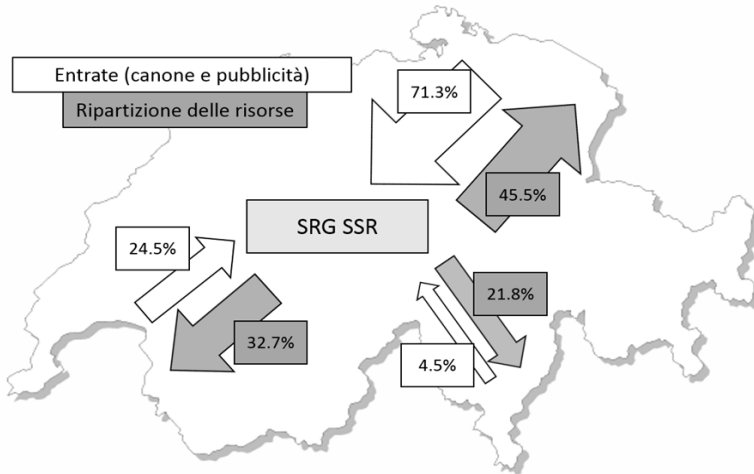 Entrate (canone e pubblicità)
Ripartizione delle risorse
71.3%
45.5%
SRG SSR
24.5%
32.7%
21.8%
4.5%